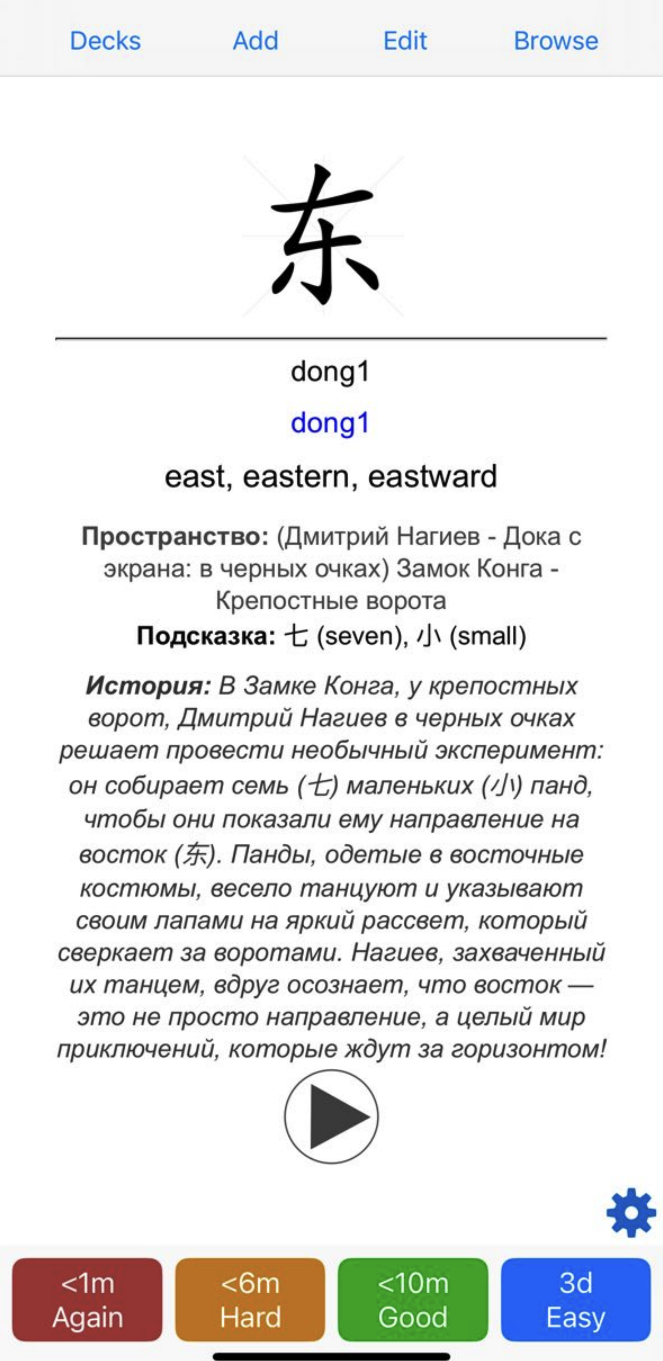 Decks Add Edit Browse
东
dong1
dong1
east, eastern, eastward
Пространство: (Дмитрий Нагиев - Дока с
экрана: в черных очках) Замок Конга -
Крепостные ворота
Подсказка: 七 (seven), 小 (small)
История: В Замке Конга, у крепостных
ворот, Дмитрий Нагиев в черных очках
решает провести необычный эксперимент:
он собирает семь (七) маленьких (小) панд,
чтобы они показали ему направление на
восток (东). Панды, одетые в восточные
костюмы, весело танцуют и указывают
своим лапами на яркий рассвет, который
сверкает за воротами. Нагиев, захваченный
их танцем, вдруг осознает, что восток —
это не просто направление, а целый мир
приключений, которые ждут за горизонтом!
<1m <6m <10m 3d
Again Hard Good Easy